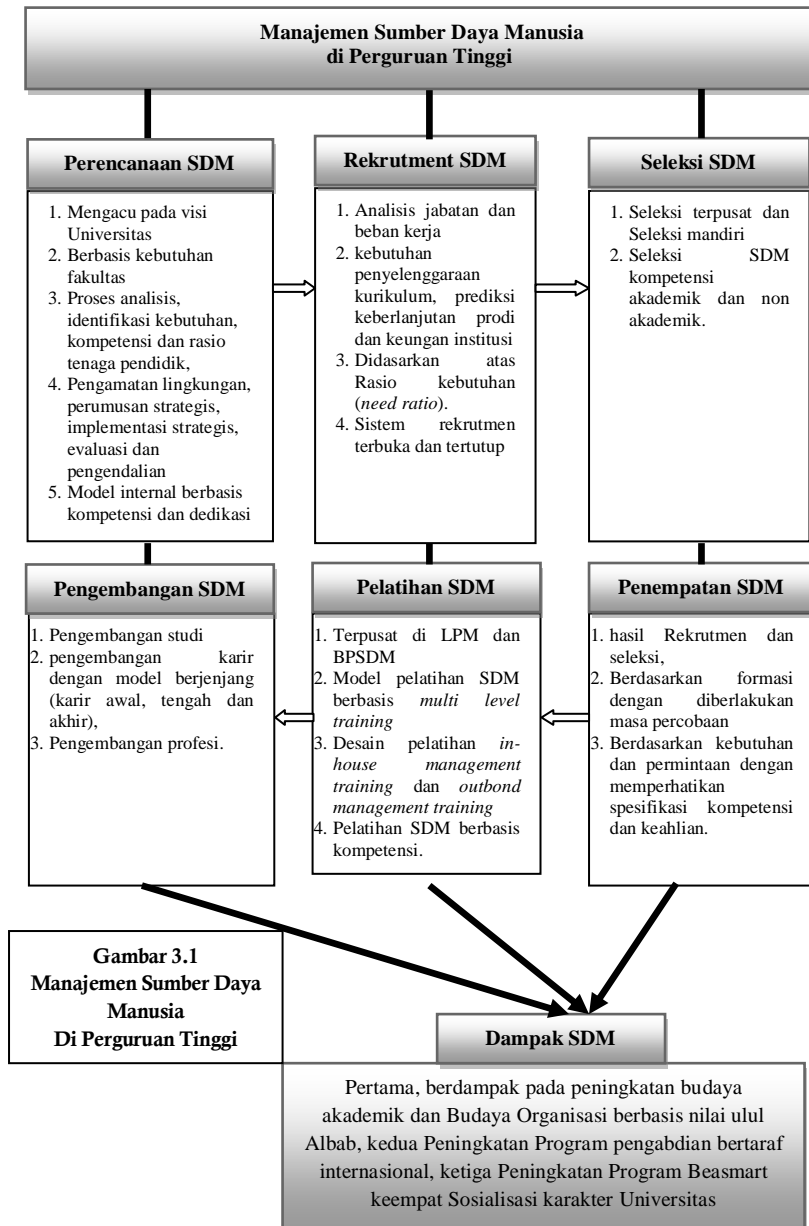 Manajemen Sumber Daya Manusia
di Perguruan Tinggi
Perencanaan SDM
1. Mengacu pada visi
Universitas
2. Berbasis kebutuhan
fakultas
3. Proses analisis,
identifikasi kebutuhan,
kompetensi dan rasio
tenaga pendidik,
4. Pengamatan lingkungan,
perumusan strategis,
implementasi strategis,
evaluasi dan
pengendalian
5. Model internal berbasis
kompetensi dan dedikasi
Rekrutment SDM
1. Analisis jabatan dan
beban kerja
2. kebutuhan
penyelenggaraan
kurikulum, prediksi
keberlanjutan prodi
dan keungan institusi
3. Didasarkan atas
Rasio kebutuhan
(need ratio).
4. Sistem rekrutmen
terbuka dan tertutup
Seleksi SDM
1. Seleksi terpusat dan
Seleksi mandiri
2. Seleksi SDM
kompetensi
akademik dan non
akademik.
Pengembangan SDM
1. Pengembangan studi
2. pengembangan karir
dengan model berjenjang
(karir awal, tengah dan
akhir),
3. Pengembangan profesi.
Pelatihan SDM
1. Terpusat di LPM dan
BPSDM
2. Model pelatihan SDM
berbasis multi level
training
3. Desain pelatihan in-
house management
training dan outbond
management training
4. Pelatihan SDM berbasis
kompetensi.
Penempatan SDM
1. hasil Rekrutmen dan
seleksi,
2. Berdasarkan formasi
dengan diberlakukan
masa percobaan
3. Berdasarkan kebutuhan
dan permintaan dengan
memperhatikan
spesifikasi kompetensi
dan keahlian.
Gambar 3.1
Manajemen Sumber Daya
Manusia
Di Perguruan Tinggi
Dampak SDM
Pertama, berdampak pada peningkatan budaya
akademik dan Budaya Organisasi berbasis nilai ulul
Albab, kedua Peningkatan Program pengabdian bertaraf
internasional, ketiga Peningkatan Program Beasmart
keempat Sosialisasi karakter Universitas